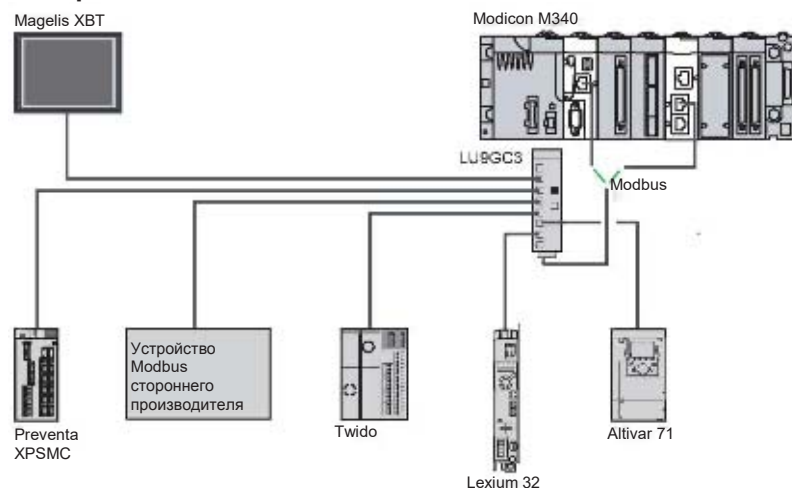 Magelis XBT
Modicon M340
LU9GC3
Modbus
Устройство
Modbus
стороннего
производителя
Preventa
XPSMC
Twido
Lexium 32
Altivar 71